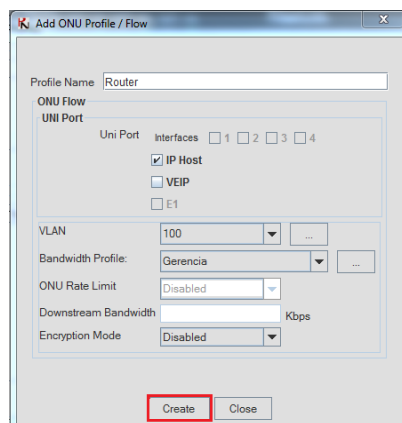 Add ONU Profile / Flow
Profile Name Router
ONU Flow
UNI Port
Uni Port Interfaces 1 2 3 4
IP Host
VEIP
E1
VLAN 100 ...
Bandwidth Profile: Gerencia ...
ONU Rate Limit Disabled
Downstream Bandwidth Kbps
Encryption Mode Disabled
Create Close